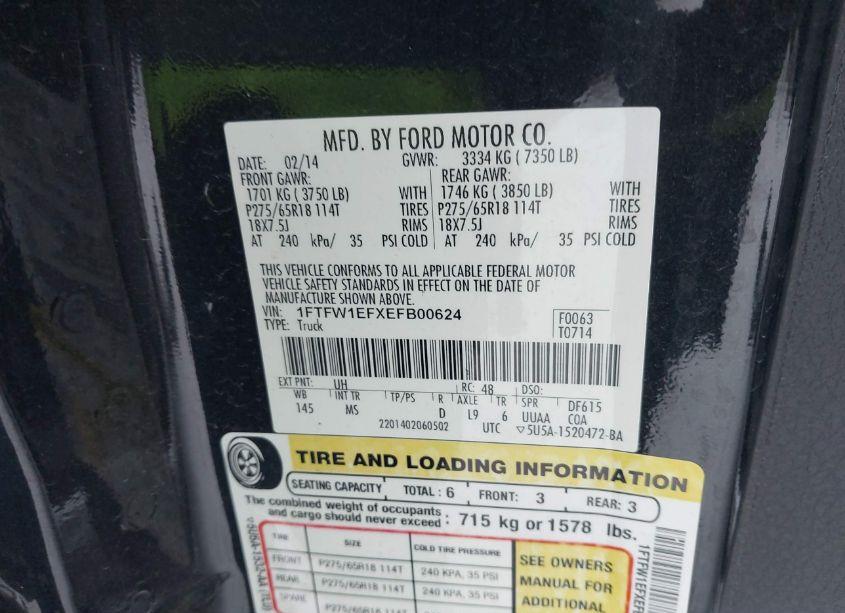 MFD. BY FORD MOTOR CO.
DATE: 02/14 GVWR: 3334 KG ( 7350 LB)
FRONT GAWR: REAR GAWR:
1701 KG ( 3750 LB) WITH 1746 KG ( 3850 LB) WITH
P275/65R18 114T TIRES P275/65R18 114T TIRES
18X7.5J RIMS 18X7.5J RIMS
AT 240 kPa/ 35 PSI COLD AT 240 kPa/ 35 PSI COLD
THIS VEHICLE CONFORMS TO ALL APPLICABLE FEDERAL MOTOR
VEHICLE SAFETY STANDARDS IN EFFECT ON THE DATE OF
MANUFACTURE SHOWN ABOVE.
VIN: 1FTFW1EFXEFB00624 F0063
TYPE: Truck T0714
EXT PNT: UH RC: 48 DSO:
WB INT TR TP/PS R AXLE TR SPR DF615
145 MS D L9 6 UUAA COA
2201402060502 UTC ▽5U5A-1520472-BA
TIRE AND LOADING INFORMATION
SEATING CAPACITY TOTAL : 6 FRONT: 3 REAR: 3
The combined weight of occupants
and cargo should never exceed : 715 kg or 1578 lbs.
TIRE SIZE COLD TIRE PRESSURE
FRONT P275/65R18 114T 240 KPA, 35 PSI
REAR P275/65R18 114T 240 KPA, 35 PSI
SPARE P275/65R18 114T 240 KPA, 35 PSI
SEE OWNERS
MANUAL FOR
ADDITIONAL